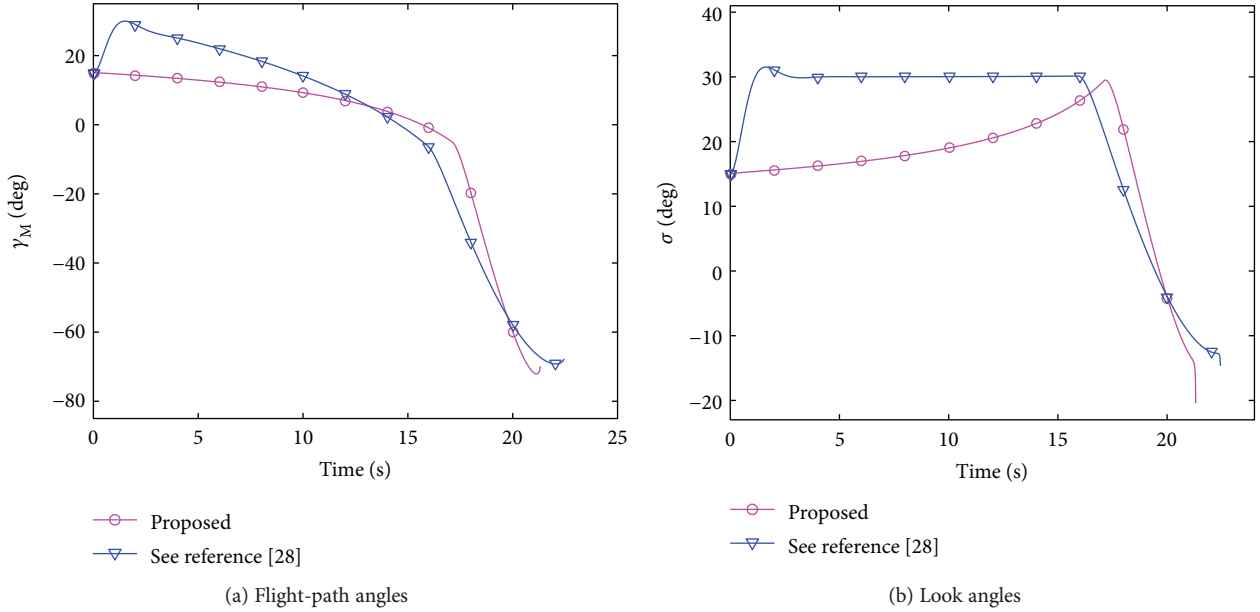 20
0
−20
−40
−60
−80
γM (deg)
0
5
10
15
20
25
Time (s)
Proposed
See reference [28]
(a) Flight-path angles
40
30
20
10
0
−10
−20
σ (deg)
0
5
10
15
20
Time (s)
Proposed
See reference [28]
(b) Look angles